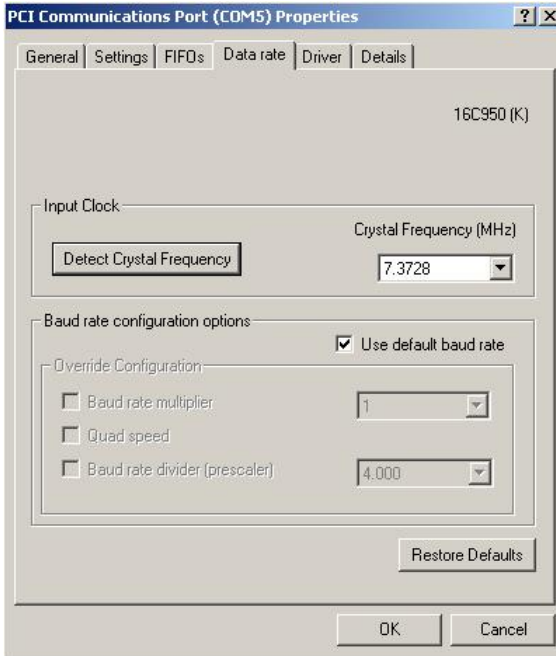 PCI Communications Port (COM5) Properties
General Settings FIFOs Data rate Driver Details
16C950 (K)
Input Clock
Crystal Frequency (MHz)
Detect Crystal Frequency
7.3728
Baud rate configuration options
Use default baud rate
Override Configuration
Baud rate multiplier
1
Quad speed
Baud rate divider (prescaler)
4.000
Restore Defaults
OK Cancel